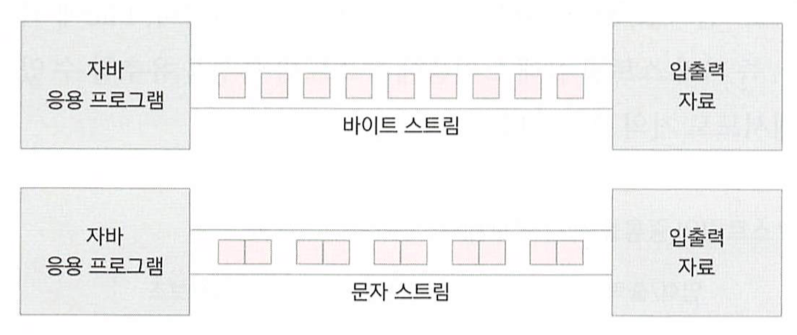 자바
응용 프로그램
바이트 스트림
입출력
자료
자바
응용 프로그램
문자 스트림
입출력
자료